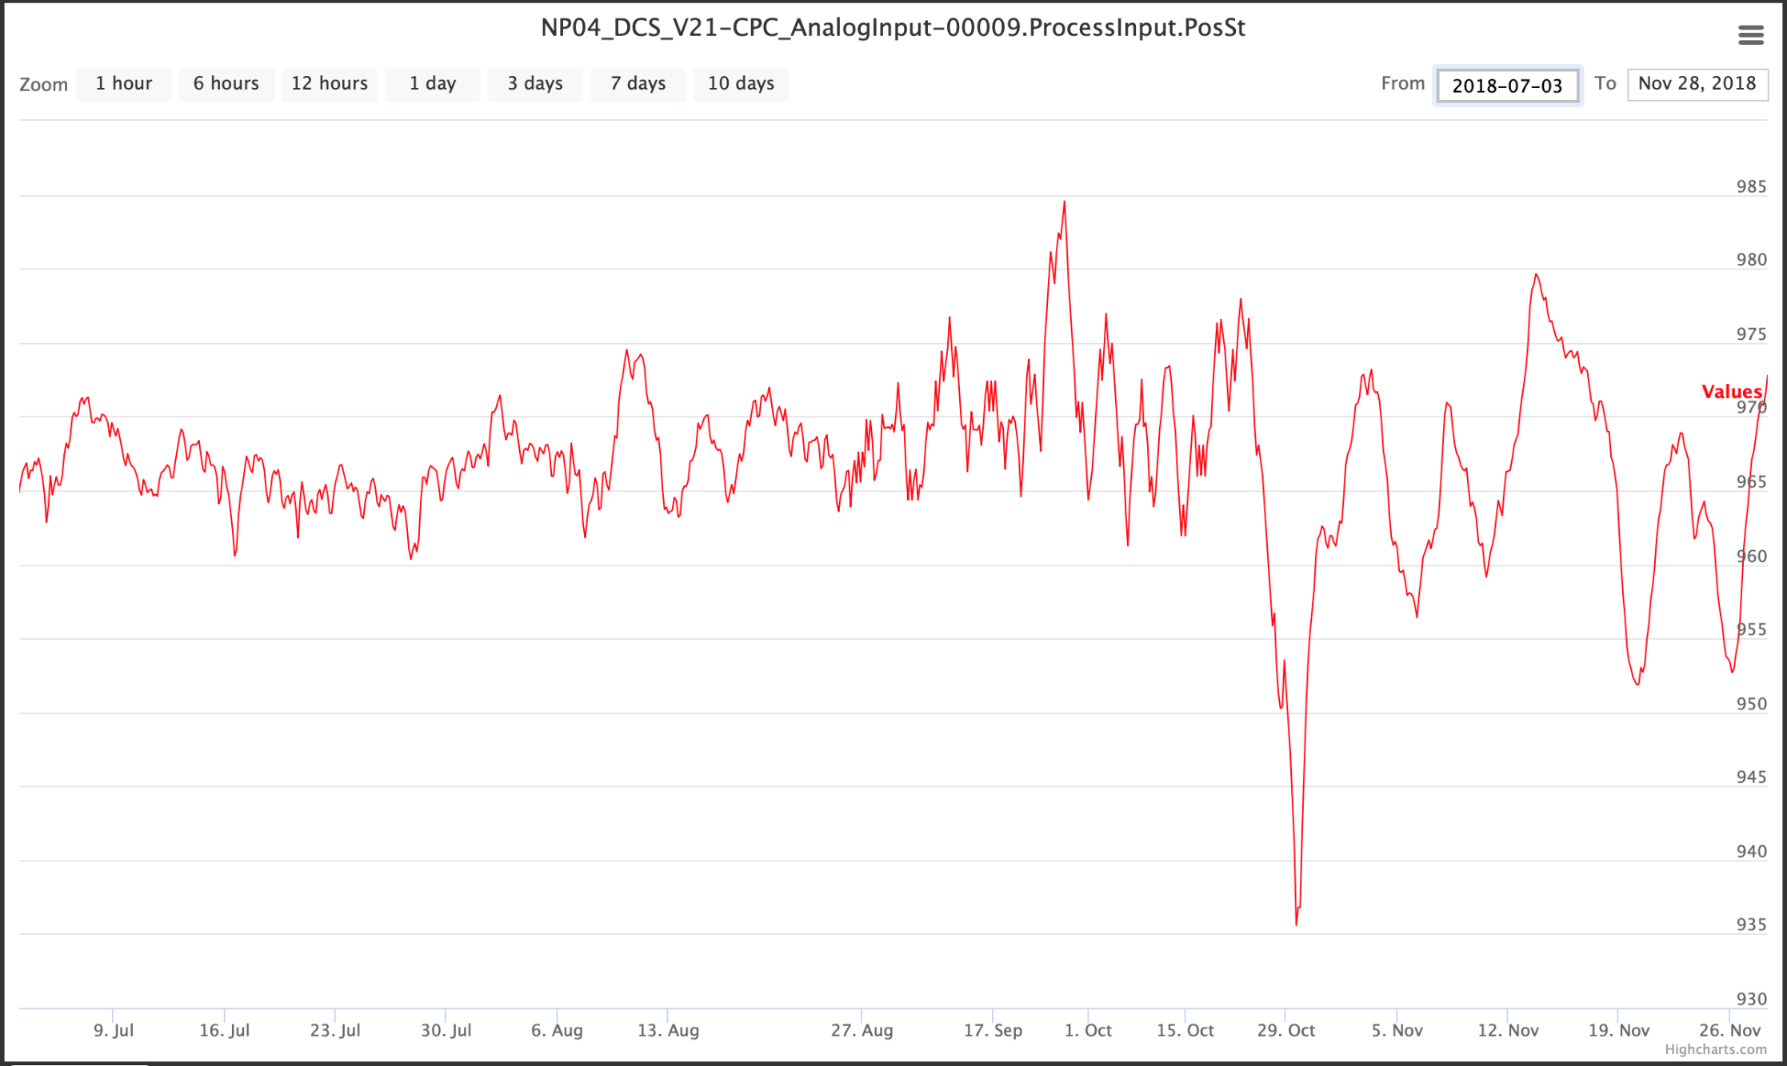 NP04_DCS_V21-CPC_AnalogInput-00009.ProcessInput.PosSt
Zoom 1 hour 6 hours 12 hours 1 day 3 days 7 days 10 days From 2018-07-03 To Nov 28, 2018
985
980
975
Values
970
965
960
955
950
945
940
935
930
9. Jul 16. Jul 23. Jul 30. Jul 6. Aug 13. Aug 27. Aug 17. Sep 1. Oct 15. Oct 29. Oct 5. Nov 12. Nov 19. Nov 26. Nov
Highcharts.com